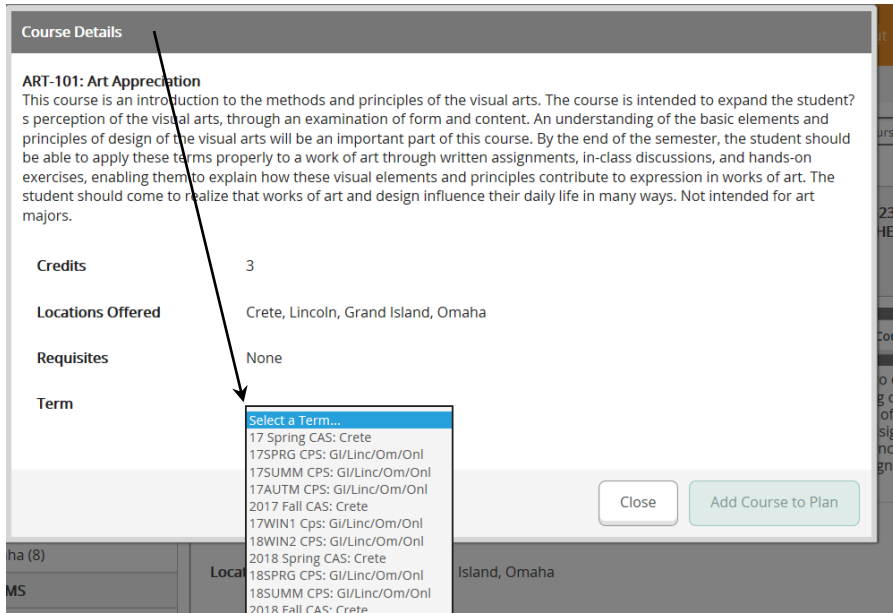 Course Details
ART-101: Art Appreciation
This course is an introduction to the methods and principles of the visual arts. The course is intended to expand the student?
s perception of the visual arts, through an examination of form and content. An understanding of the basic elements and
principles of design of the visual arts will be an important part of this course. By the end of the semester, the student should
be able to apply these terms properly to a work of art through written assignments, in-class discussions, and hands-on
exercises, enabling them to explain how these visual elements and principles contribute to expression in works of art. The
student should come to realize that works of art and design influence their daily life in many ways. Not intended for art
majors.
Credits 3
Locations Offered Crete, Lincoln, Grand Island, Omaha
Requisites None
Term
Select a Term...
17 Spring CAS: Crete
17SPRG CPS: GI/Linc/Om/Onl
17SUMM CPS: GI/Linc/Om/Onl
17AUTM CPS: GI/Linc/Om/Onl
2017 Fall CAS: Crete
17WIN1 Cps: GI/Linc/Om/Onl
18WIN2 CPS: GI/Linc/Om/Onl
2018 Spring CAS: Crete
18SPRG CPS: GI/Linc/Om/Onl
18SUMM CPS: GI/Linc/Om/Onl
2018 Fall CAS: Crete
Close Add Course to Plan
ha (8)
MS
Locat Island, Omaha